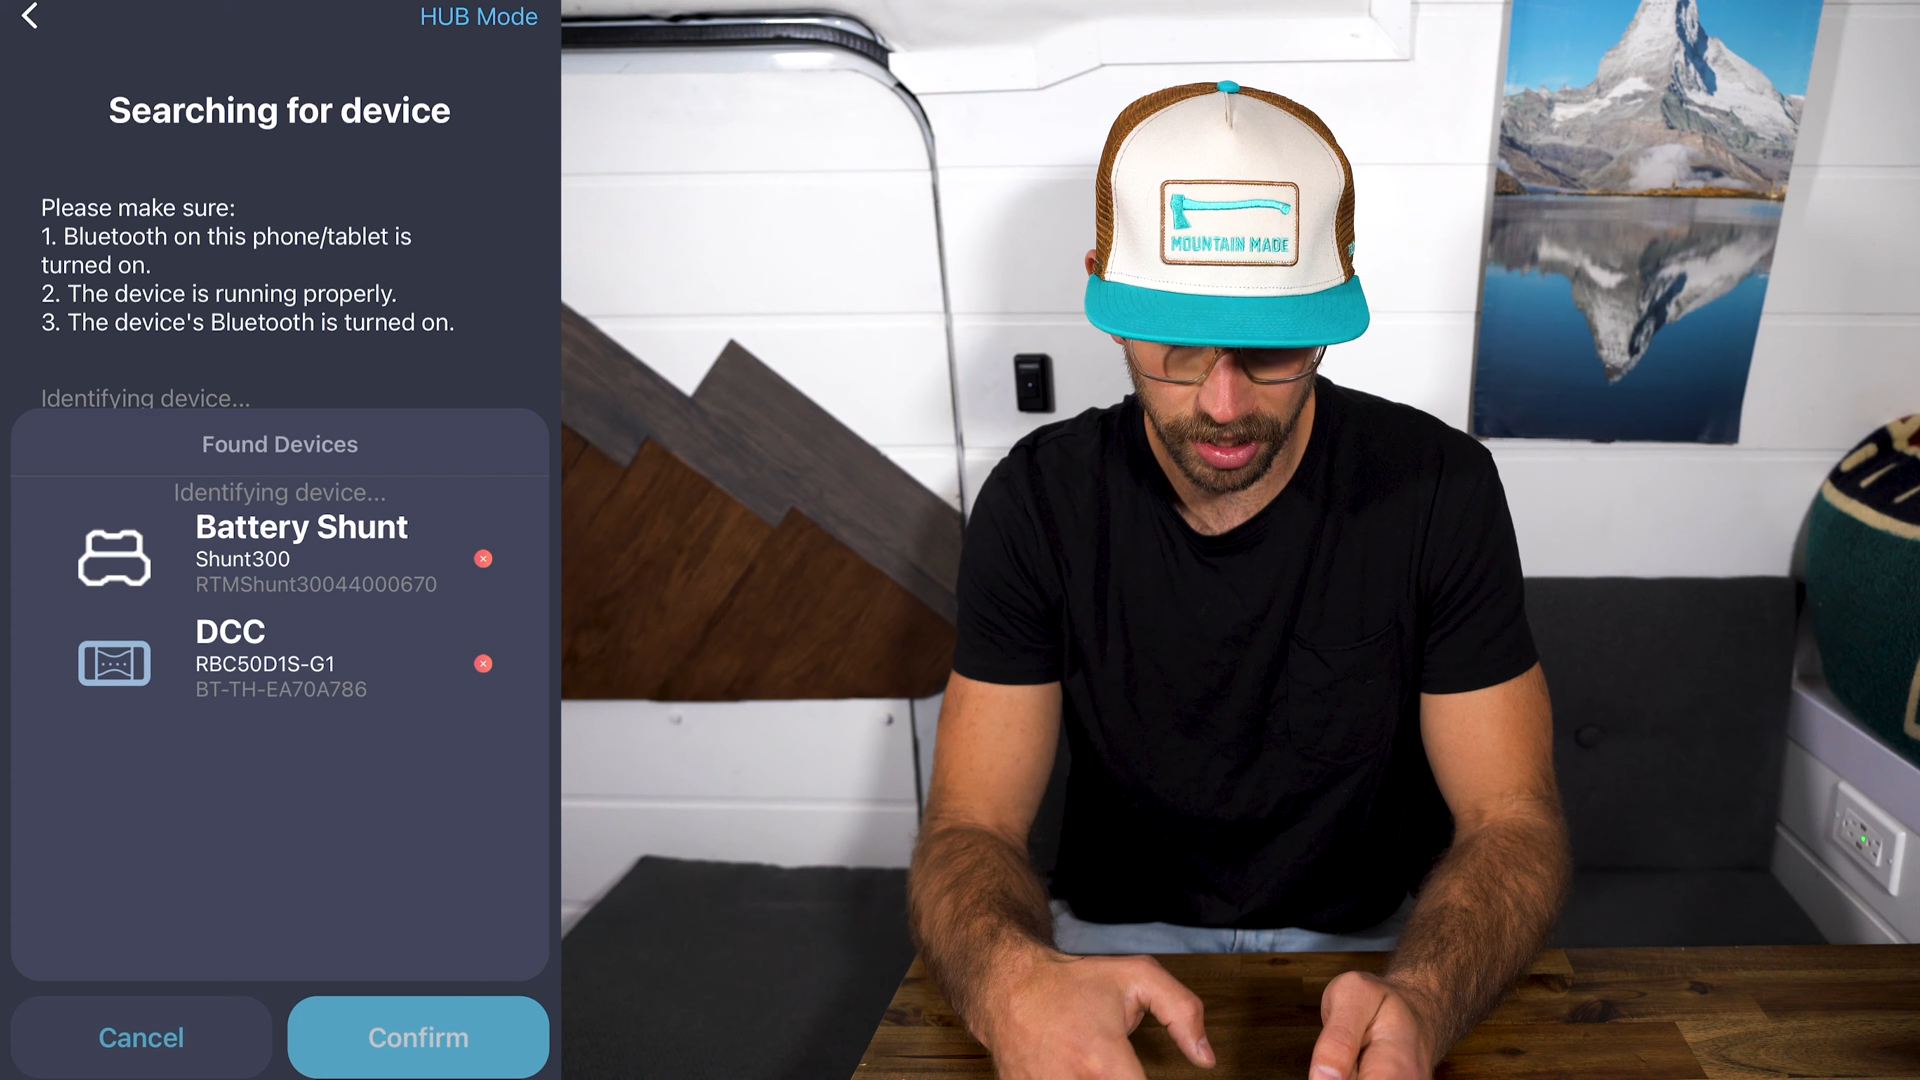 HUB Mode
Searching for device
Please make sure:
1. Bluetooth on this phone/tablet is
turned on.
2. The device is running properly.
3. The device's Bluetooth is turned on.
Identifying device...
Found Devices
Identifying device...
Battery Shunt
Shunt300
RTMShunt30044000670
DCC
RBC50D1S-G1
BT-TH-EA70A786
Cancel
Confirm
MOUNTAIN MADE